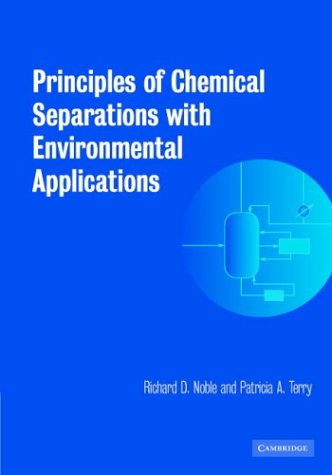 Principles of Chemical
Separations with
Environmental
Applications
Richard D. Noble and Patricia A. Terry
CAMBRIDGE